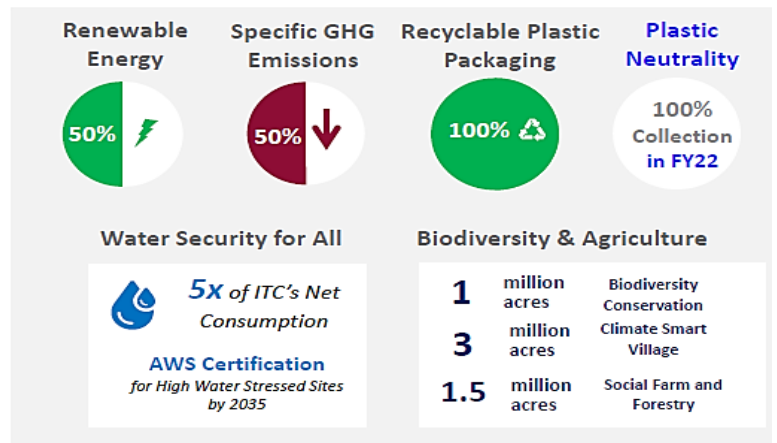 Renewable
Energy
50%
Specific GHG
Emissions
50%
Recyclable Plastic
Packaging
100%
Plastic
Neutrality
100%
Collection
in FY22
Water Security for All
5x of ITC's Net
Consumption
AWS Certification
for High Water Stressed Sites
by 2035
Biodiversity & Agriculture
1 million acres Biodiversity Conservation
3 million acres Climate Smart Village
1.5 million acres Social Farm and Forestry